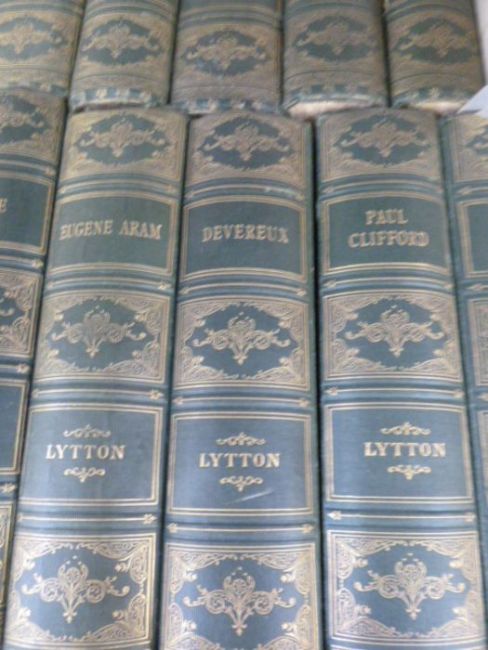 EUGENE ARAM
LYTTON
DEVEREUX
LYTTON
PAUL
CLIFFORD
LYTTON